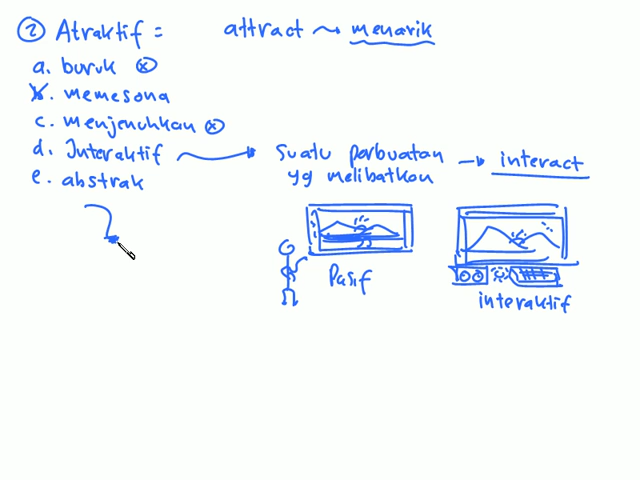 ② Atraktif = attract → menarik
a. buruk ⊗
b. memesona
c. menjenuhkan ⊗
d. Interaktif → suatu perbuatan → interact
yg melibatkan
e. abstrak
Pasif
interaktif